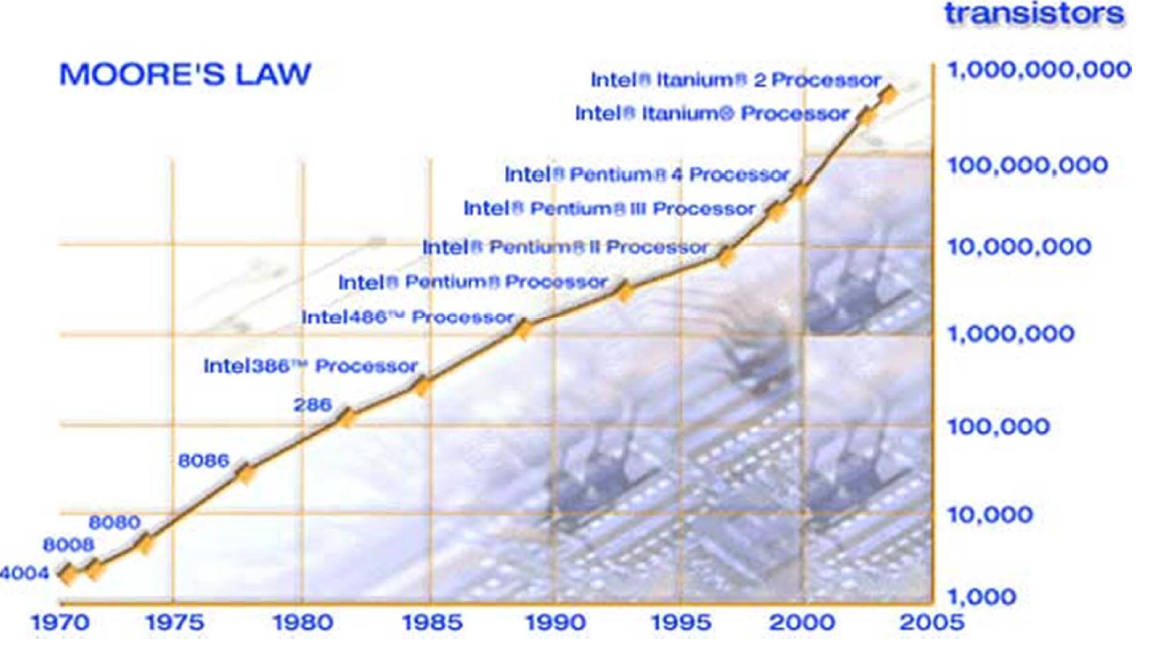 transistors
MOORE'S LAW
1,000,000,000
Intel® Itanium® 2 Processor
Intel® Itanium® Processor
100,000,000
Intel® Pentium® 4 Processor
Intel® Pentium® III Processor
10,000,000
Intel® Pentium® II Processor
Intel® Pentium® Processor
1,000,000
Intel486™ Processor
Intel386™ Processor
286
100,000
8086
10,000
8080
8008
4004
1,000
1970 1975 1980 1985 1990 1995 2000 2005